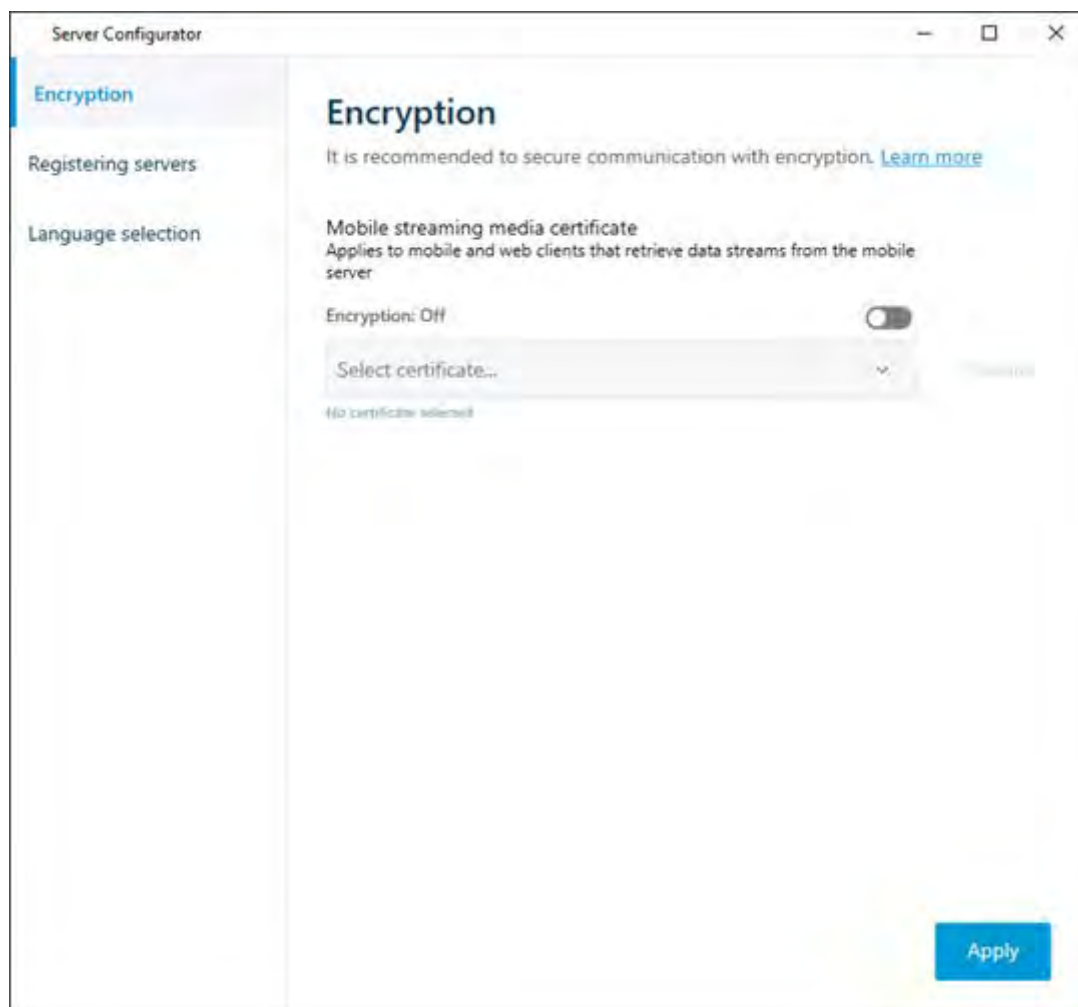 Server Configurator
Encryption
Registering servers
Language selection
Encryption
It is recommended to secure communication with encryption. Learn more
Mobile streaming media certificate
Applies to mobile and web clients that retrieve data streams from the mobile
server
Encryption: Off
Select certificate...
No certificate selected
Apply